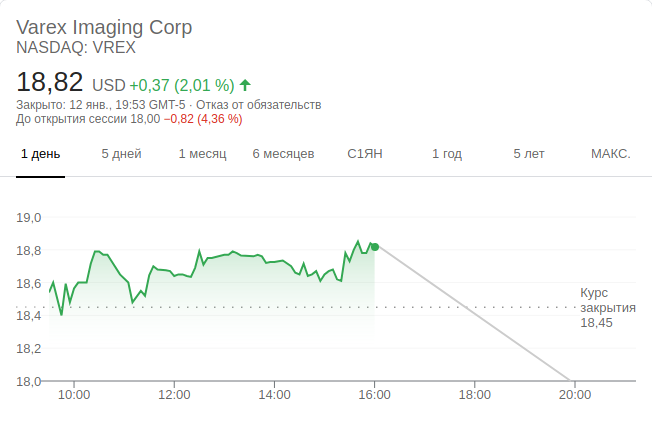 Varex Imaging Corp
NASDAQ: VREX
18,82 USD +0,37 (2,01 %)
Закрыто: 12 янв., 19:53 GMT-5 · Отказ от обязательств
До открытия сессии 18,00 −0,82 (4,36 %)
1 день 5 дней 1 месяц 6 месяцев С1ЯН 1 год 5 лет МАКС.
19,0
18,8
18,6
18,4
18,2
18,0
Курс
закрытия
18,45
10:00 12:00 14:00 16:00 18:00 20:00